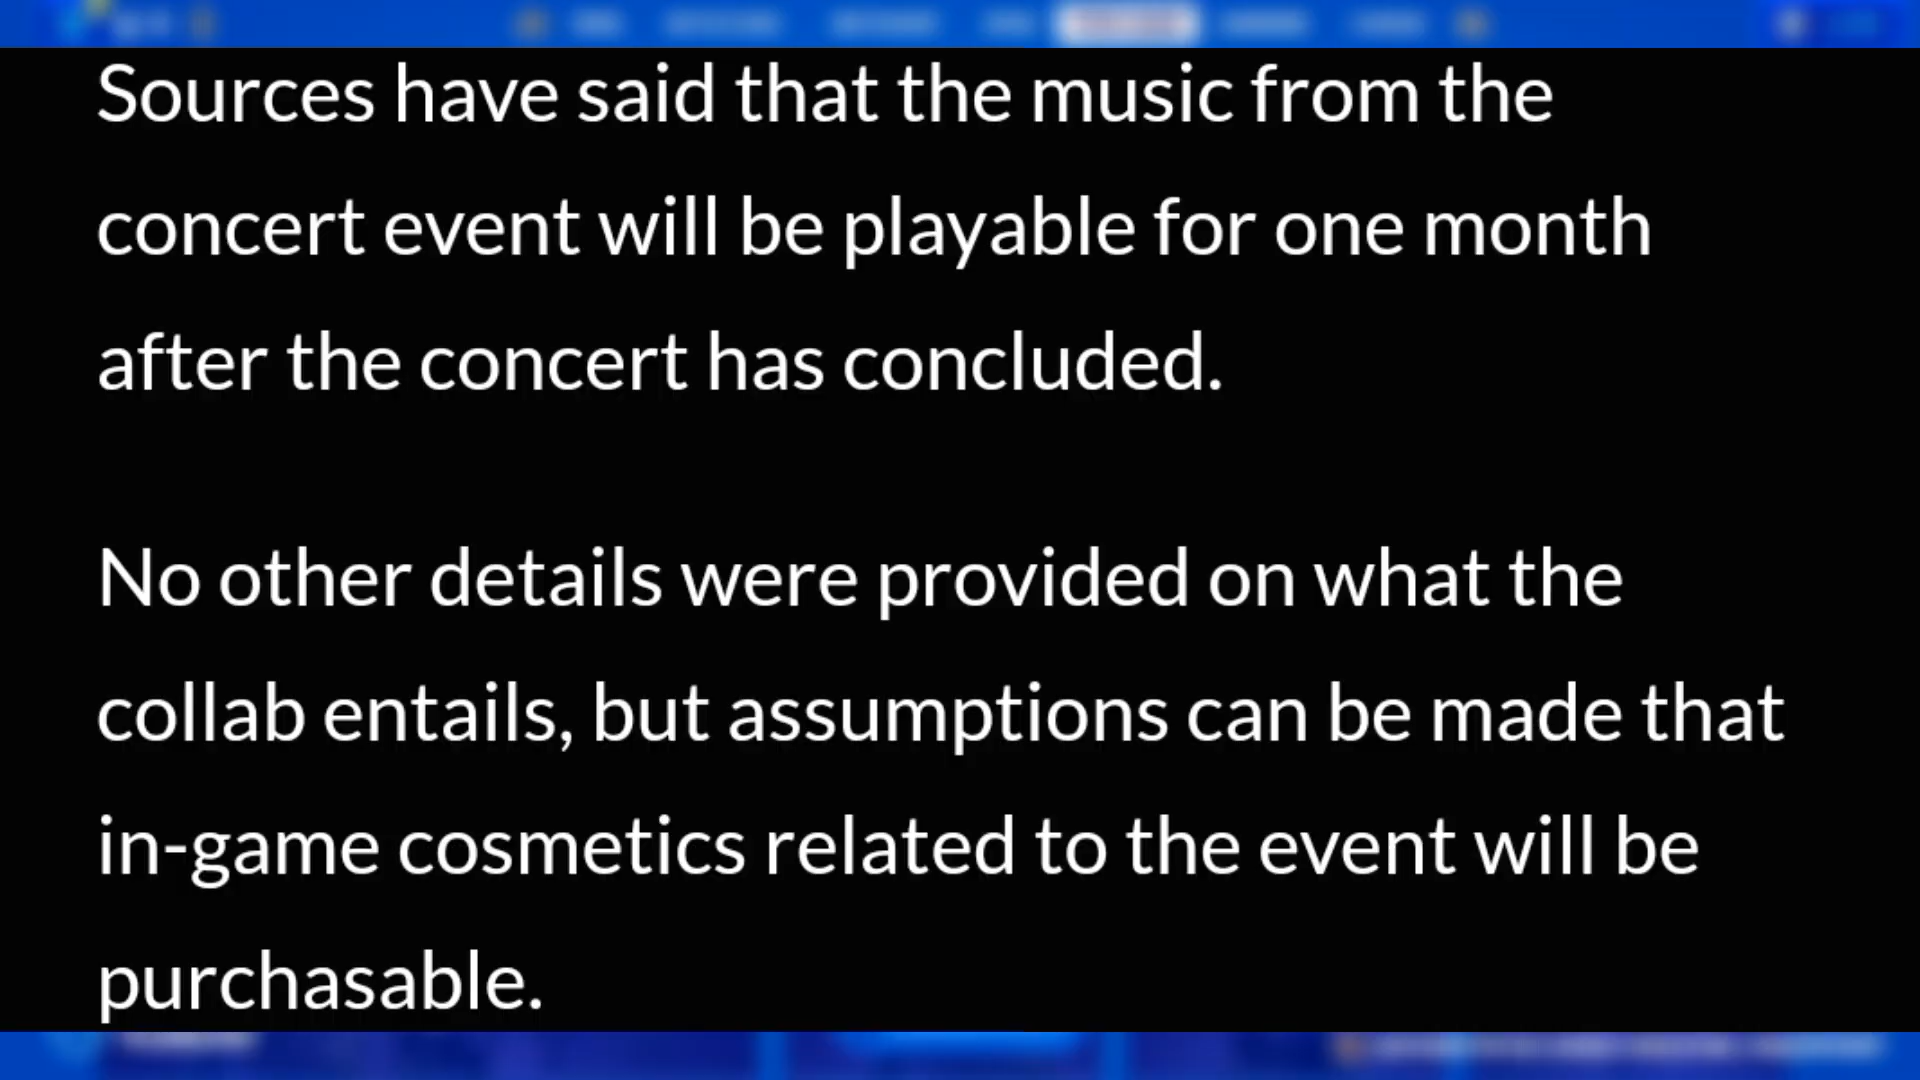 Sources have said that the music from the
concert event will be playable for one month
after the concert has concluded.
No other details were provided on what the
collab entails, but assumptions can be made that
in-game cosmetics related to the event will be
purchasable.